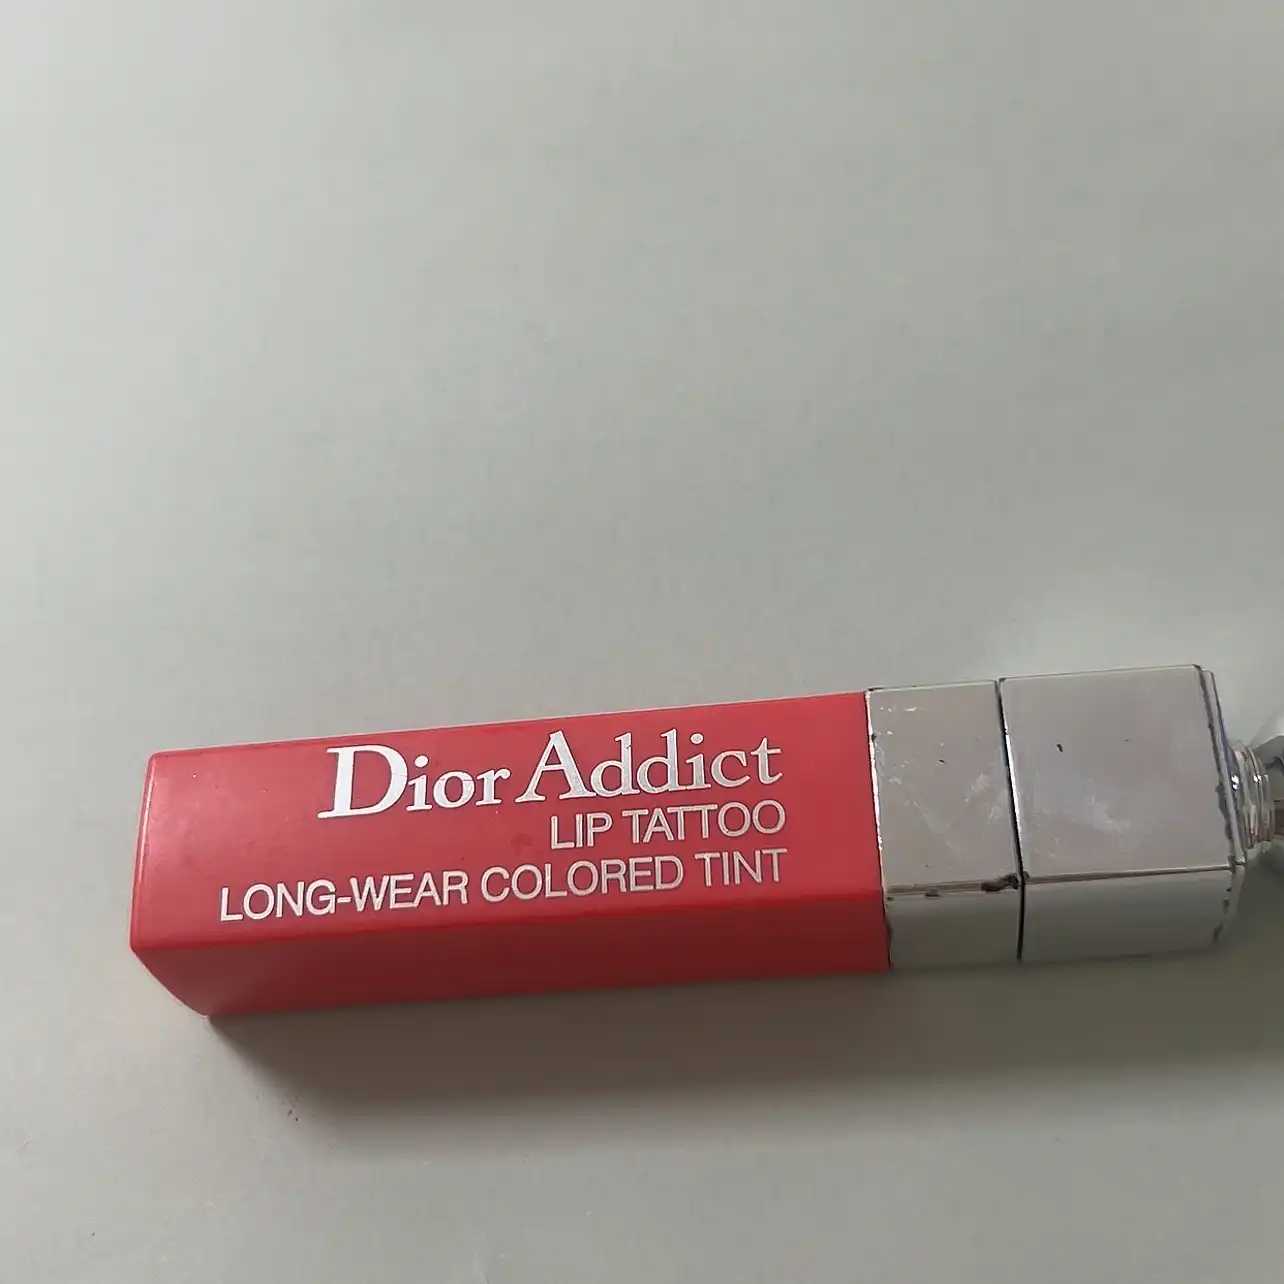 Dior Addict
LIP TATTOO
LONG-WEAR COLORED TINT